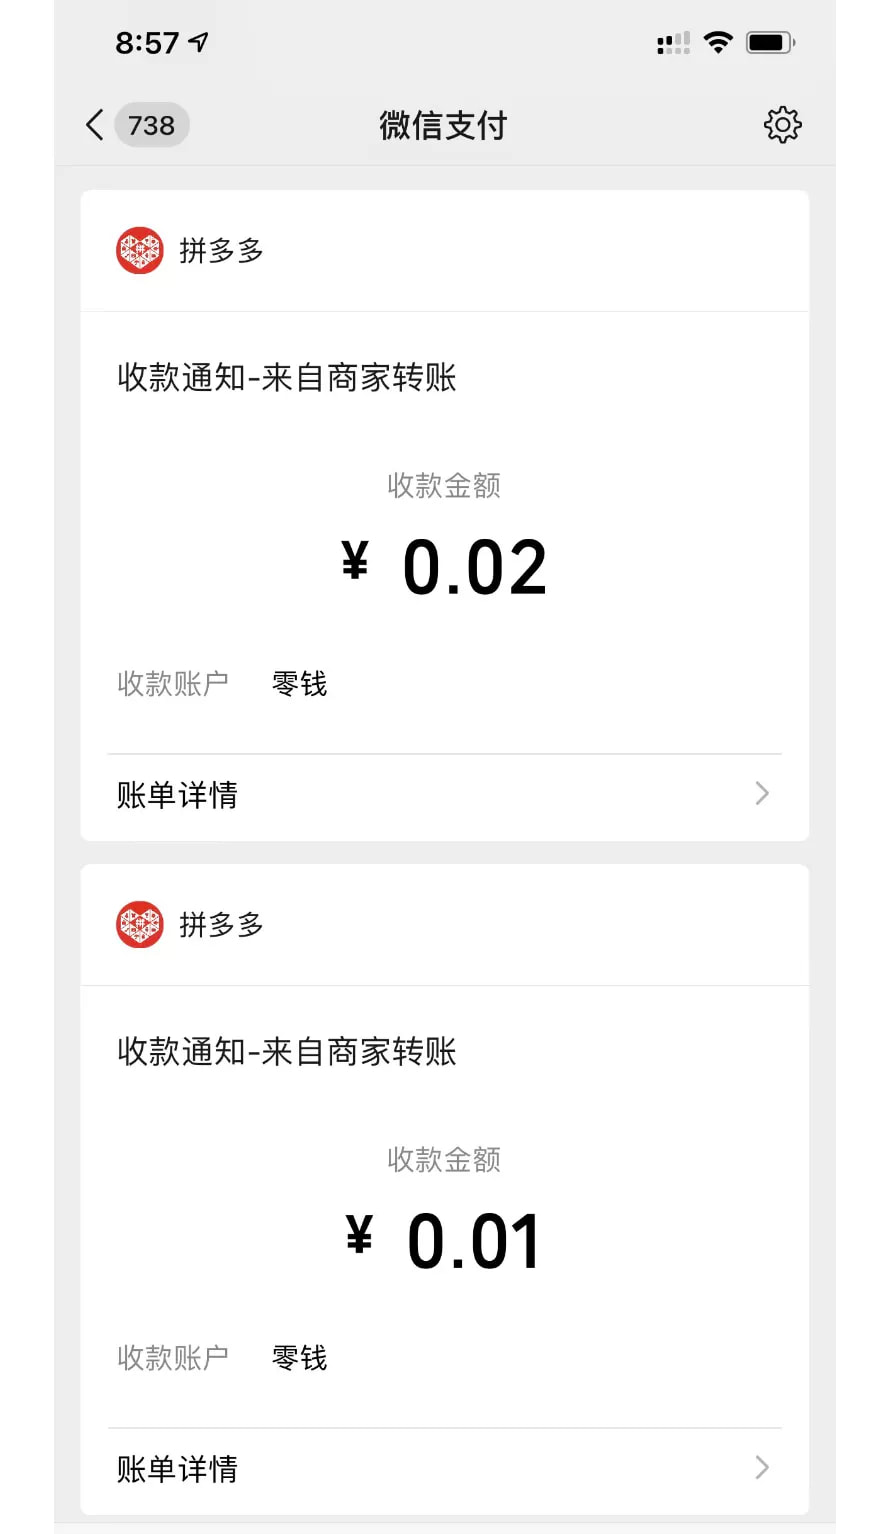 8:57
738
微信支付
拼多多
收款通知-来自商家转账
收款金额
¥ 0.02
收款账户 零钱
账单详情
拼多多
收款通知-来自商家转账
收款金额
¥ 0.01
收款账户 零钱
账单详情